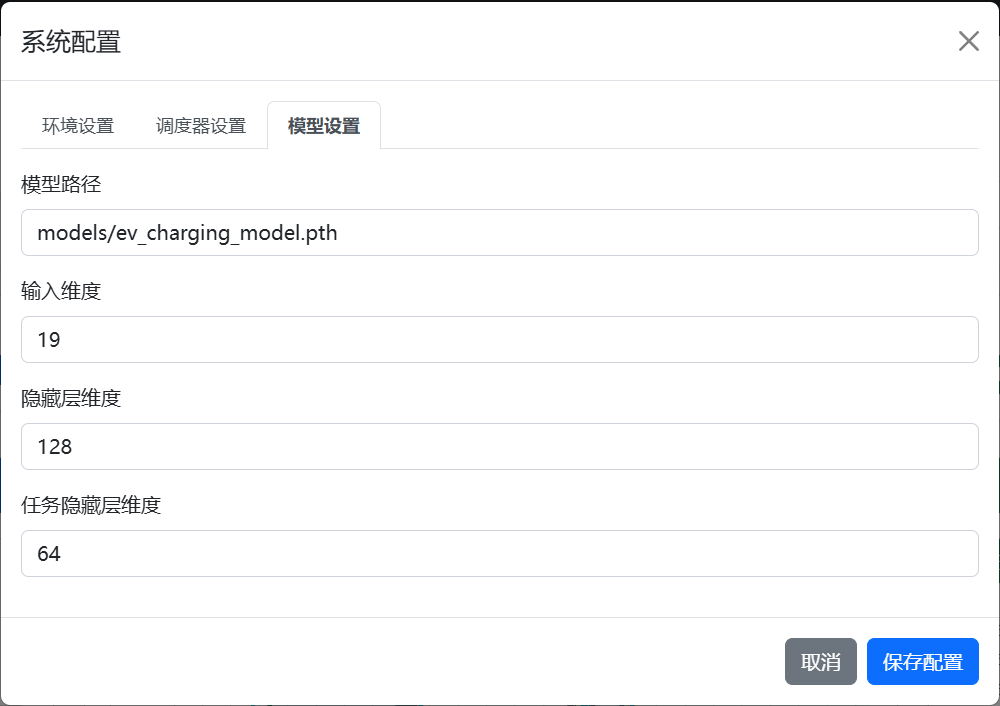 系统配置
环境设置 调度器设置 模型设置
模型路径
models/ev_charging_model.pth
输入维度
19
隐藏层维度
128
任务隐藏层维度
64
取消 保存配置